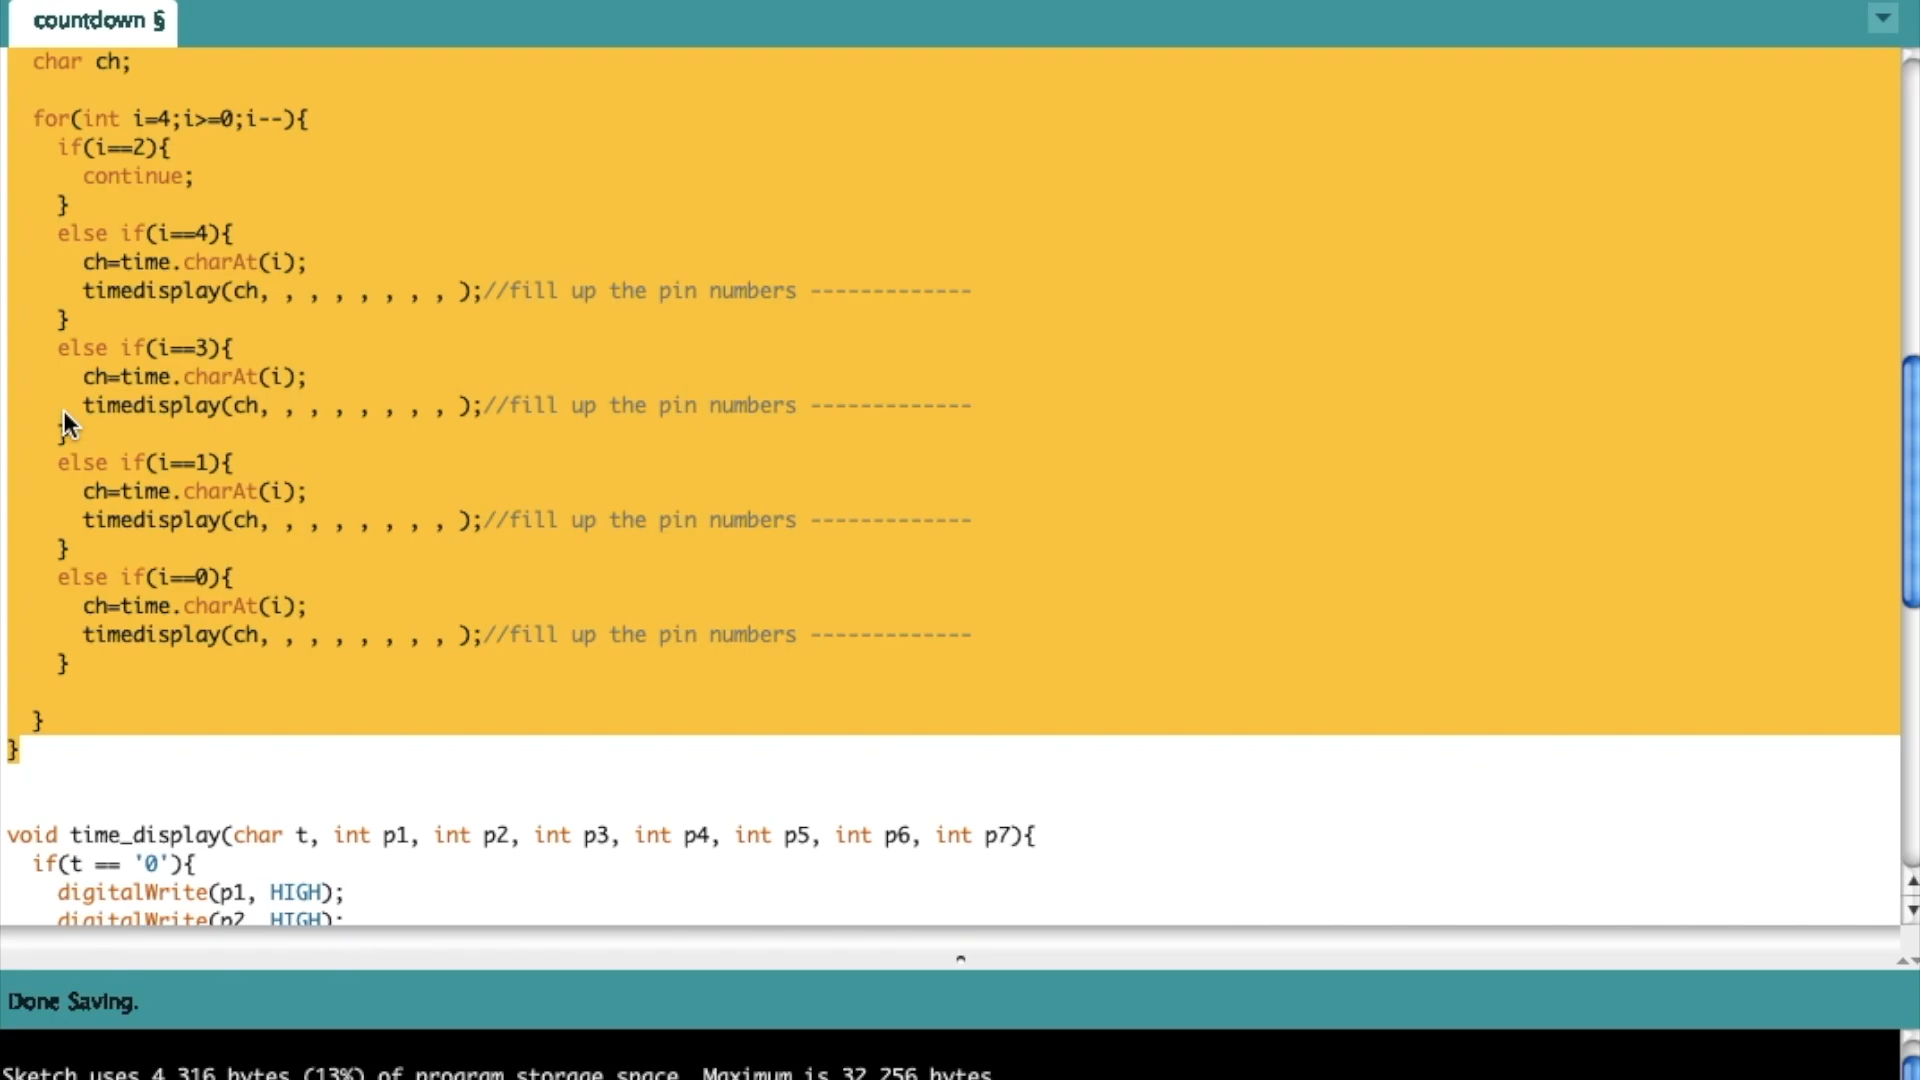 countdown §
char ch;
for(int i=4;i>=0;i--){
if(i==2){
continue;
}
else if(i==4){
ch=time.charAt(i);
timedisplay(ch, , , , , , , , );//fill up the pin numbers -------------
}
else if(i==3){
ch=time.charAt(i);
timedisplay(ch, , , , , , , , );//fill up the pin numbers -------------
}
else if(i==1){
ch=time.charAt(i);
timedisplay(ch, , , , , , , , );//fill up the pin numbers -------------
}
else if(i==0){
ch=time.charAt(i);
timedisplay(ch, , , , , , , , );//fill up the pin numbers -------------
}
}
}
void time_display(char t, int p1, int p2, int p3, int p4, int p5, int p6, int p7){
if(t == '0'){
digitalWrite(p1, HIGH);
digitalWrite(p2, HIGH);
Done Saving.
Sketch uses 4,316 bytes (13%) of program storage space. Maximum is 32,256 bytes.